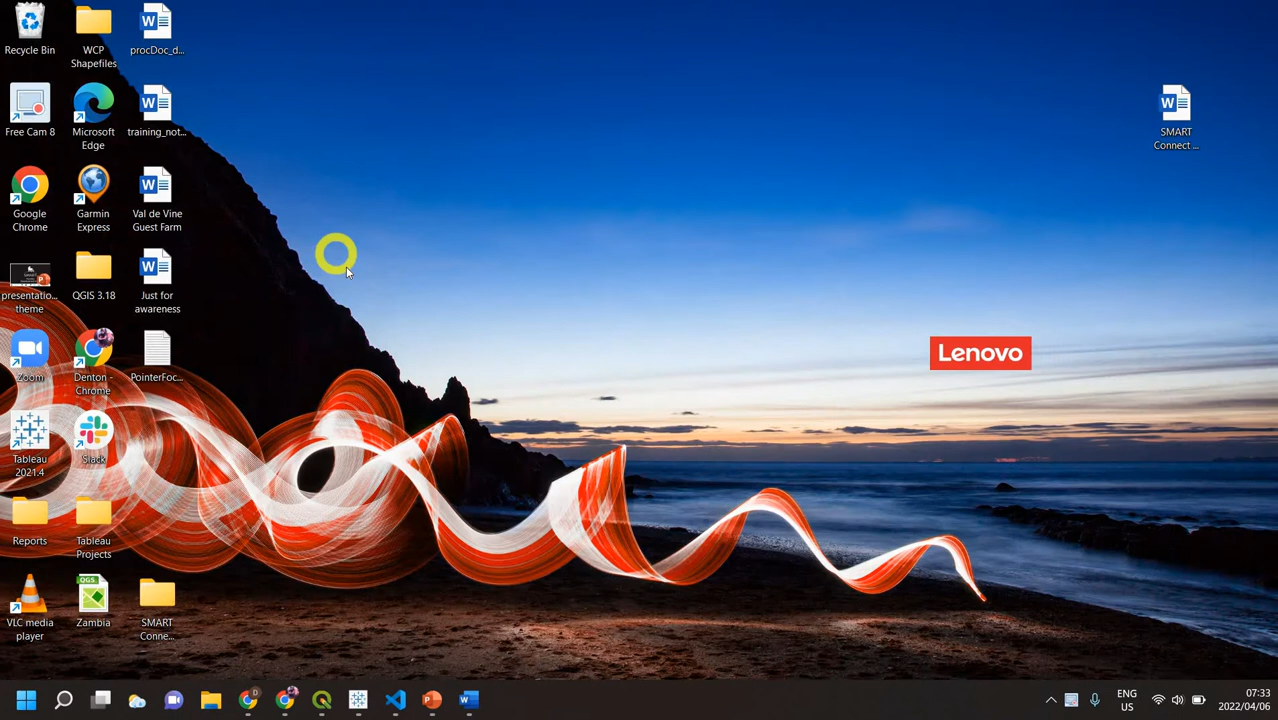 Recycle Bin
WCP
Shapefiles
procDoc_d...
Free Cam 8
Microsoft
Edge
training_not...
SMART
Connect ...
Google
Chrome
Garmin
Express
Val de Vine
Guest Farm
presentatio...
theme
QGIS 3.18
Just for
awareness
Lenovo
Zoom
Denton -
Chrome
PointerFoc...
Tableau
2021.4
Slack
Reports
Tableau
Projects
QGS
VLC media
player
Zambia
SMART
Conne...
ENG
US
07:33
2022/04/06